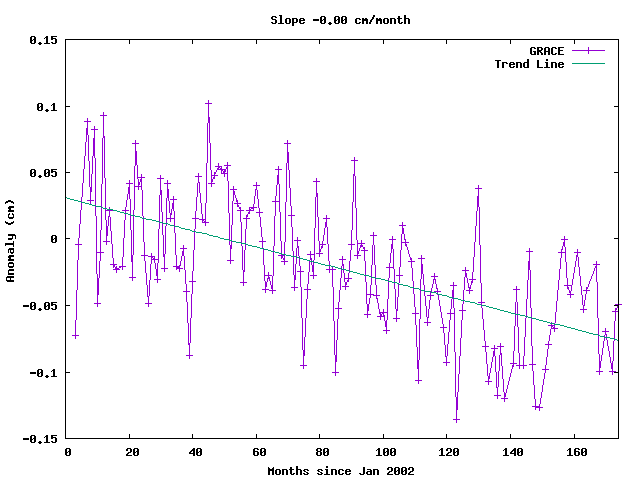 Slope -0.00 cm/month
GRACE
Trend Line
0.15
0.1
0.05
0
-0.05
-0.1
-0.15
Anomaly (cm)
0 20 40 60 80 100 120 140 160
Months since Jan 2002